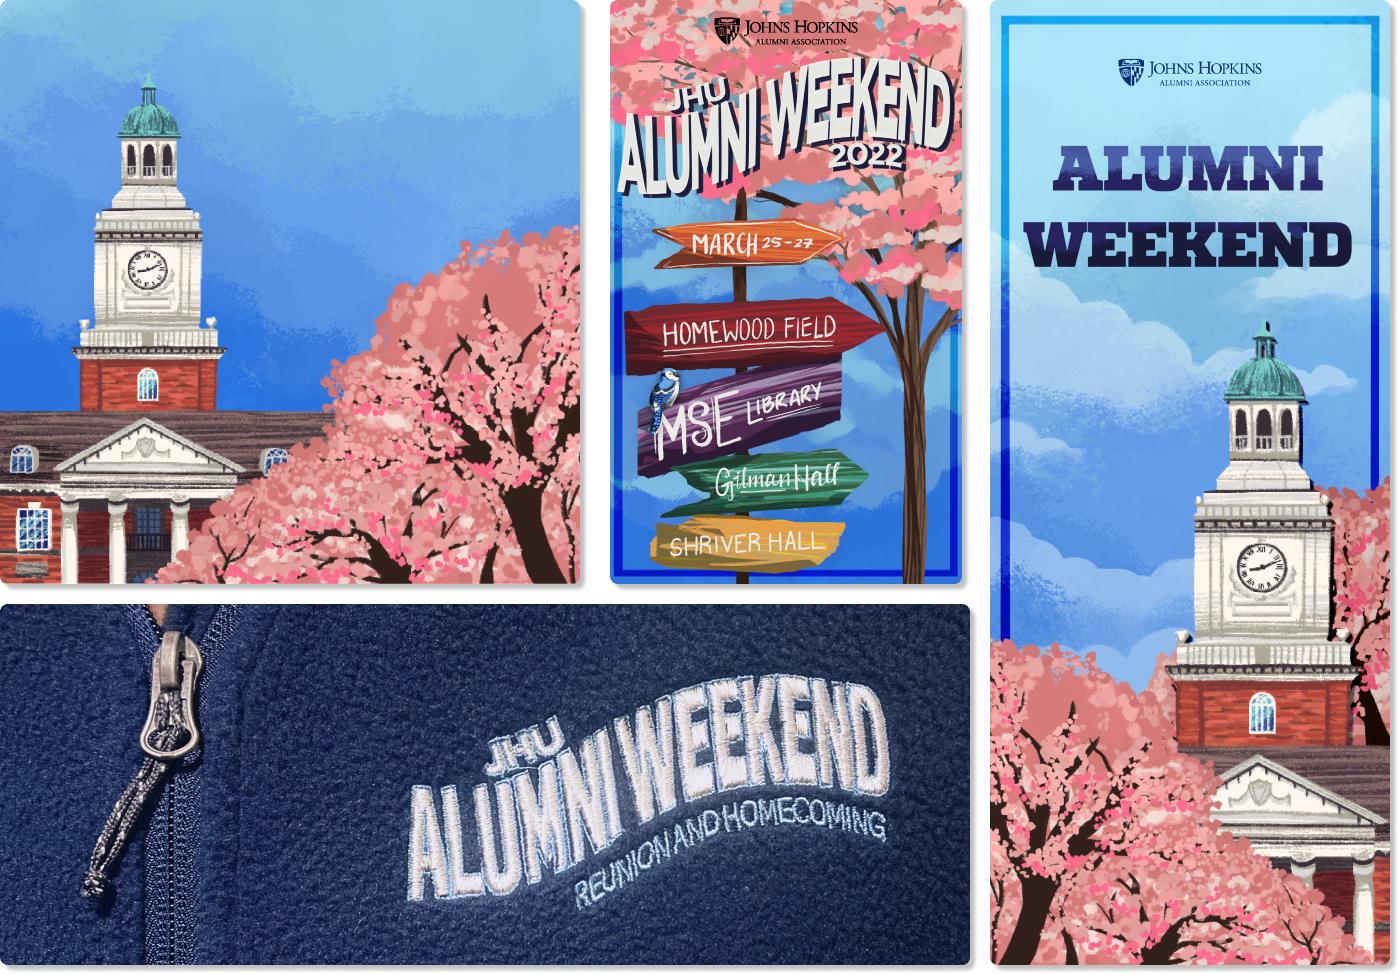 JOHNS HOPKINS
ALUMNI ASSOCIATION
JHU
ALUMNI WEEKEND
2022
MARCH 25-27
HOMEWOOD FIELD
MSE LIBRARY
Gilman Hall
SHRIVER HALL
JOHNS HOPKINS
ALUMNI ASSOCIATION
ALUMNI
WEEKEND
JHU
ALUMNI WEEKEND
REUNION AND HOMECOMING